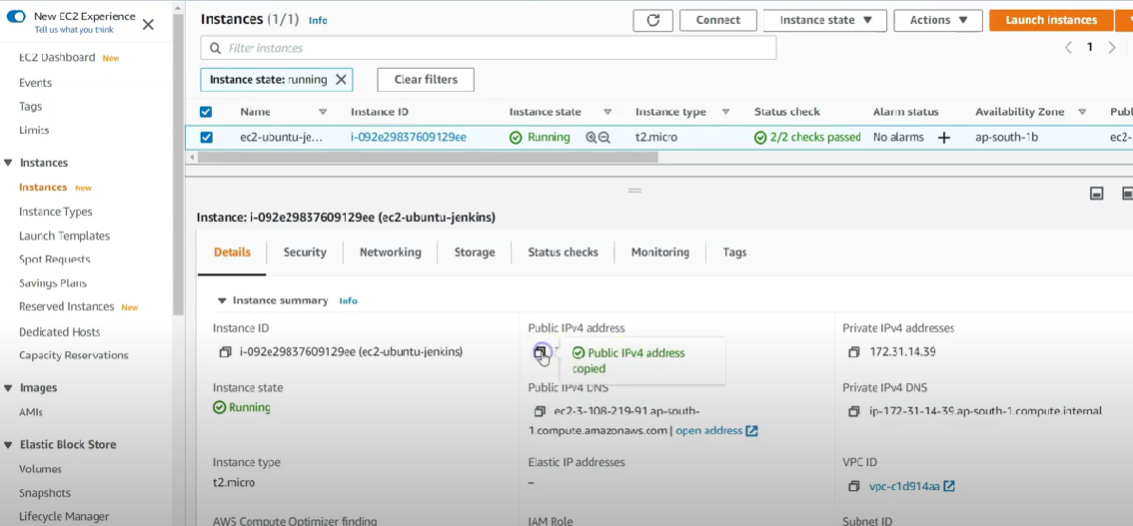 New EC2 Experience
Tell us what you think
EC2 Dashboard New
Events
Tags
Limits
Instances
Instances New
Instance Types
Launch Templates
Spot Requests
Savings Plans
Reserved Instances New
Dedicated Hosts
Capacity Reservations
Images
AMIs
Elastic Block Store
Volumes
Snapshots
Lifecycle Manager
Instances (1/1) Info
Connect
Instance state
Actions
Launch instances
Filter instances
1
Instance state: running
Clear filters
Name Instance ID Instance state Instance type Status check Alarm status Availability Zone Publ
ec2-ubuntu-je... i-092e29837609129ee Running t2.micro 2/2 checks passed No alarms ap-south-1b ec2-
Instance: i-092e29837609129ee (ec2-ubuntu-jenkins)
Details Security Networking Storage Status checks Monitoring Tags
Instance summary Info
Instance ID
i-092e29837609129ee (ec2-ubuntu-jenkins)
Public IPv4 address
Public IPv4 address
copied
Private IPv4 addresses
172.31.14.39
Instance state
Running
Public IPv4 DNS
ec2-3-108-219-91.ap-south-
1.compute.amazonaws.com | open address
Private IPv4 DNS
ip-172-31-14-39.ap-south-1.compute.internal
Instance type
t2.micro
Elastic IP addresses
–
VPC ID
vpc-c1d914aa
AWS Compute Optimizer finding
IAM Role
Subnet ID